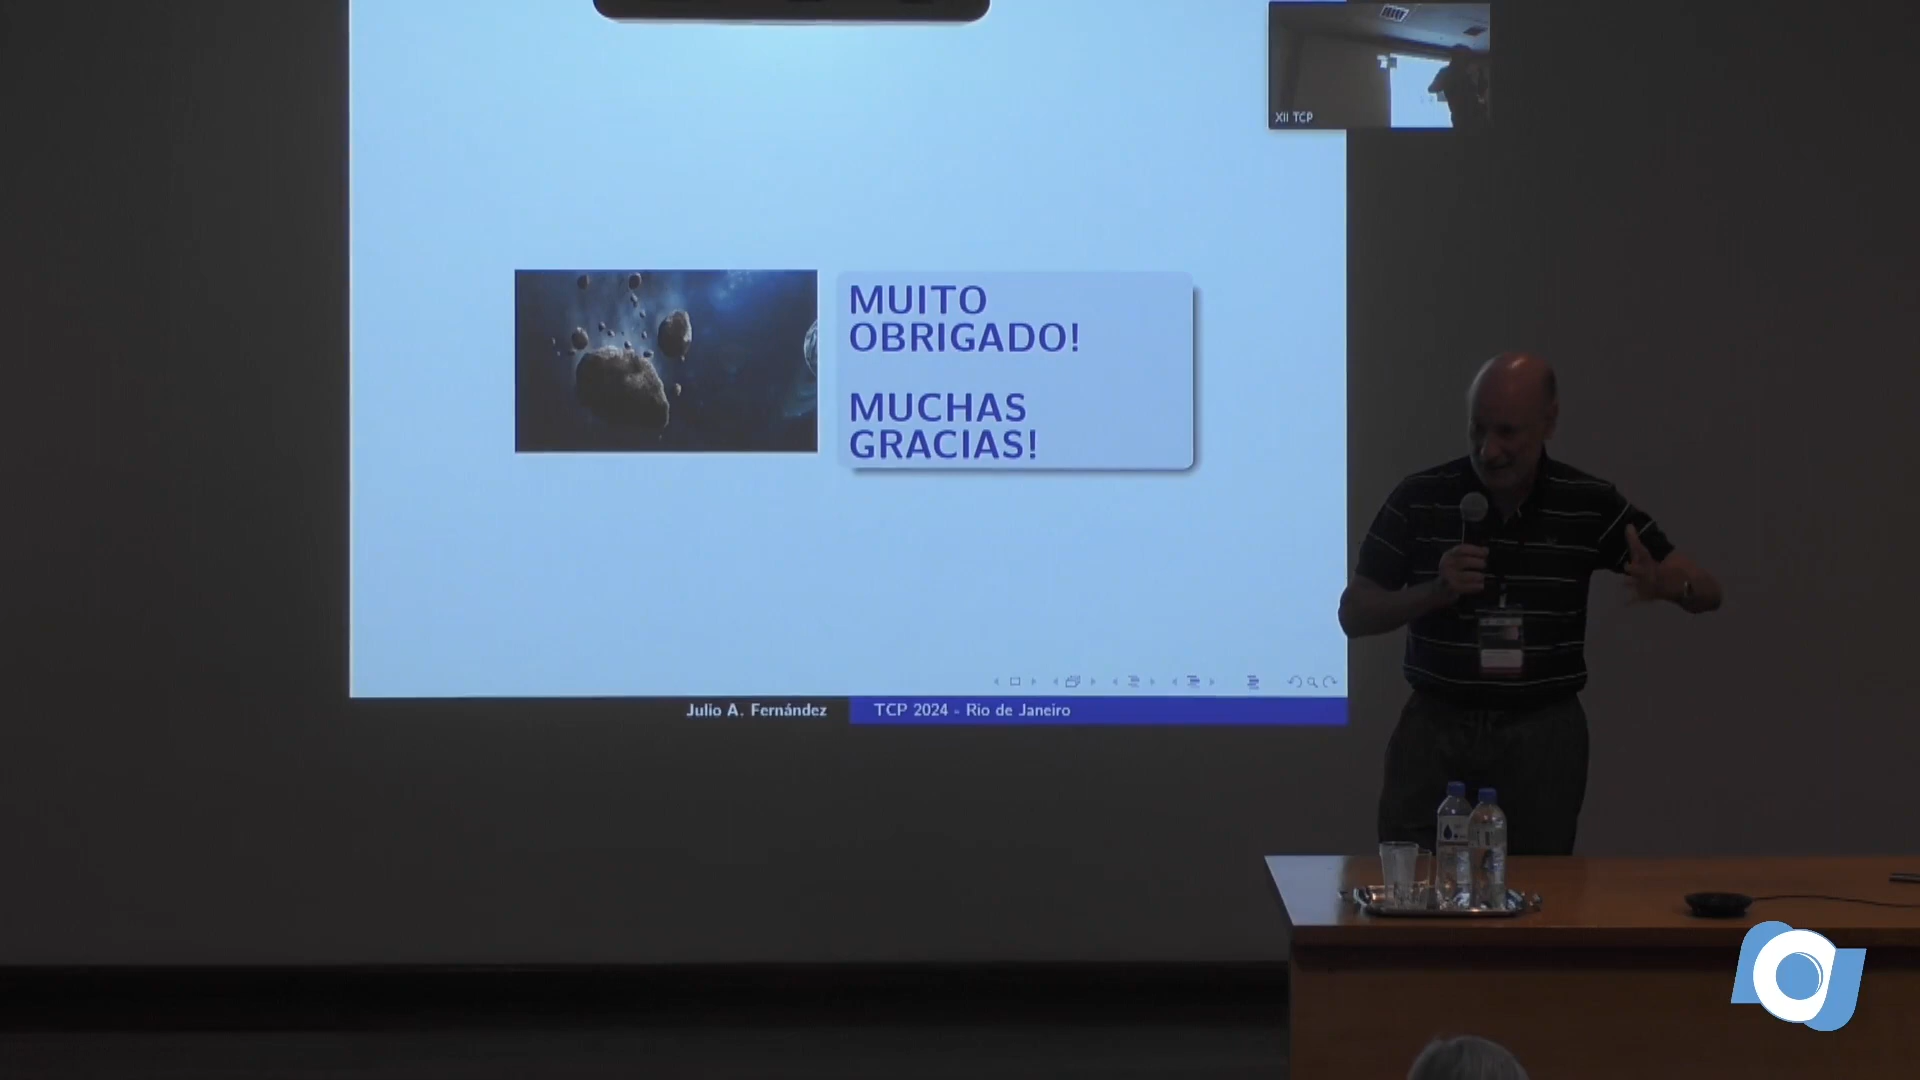 XII TCP
MUITO
OBRIGADO!
MUCHAS
GRACIAS!
Julio A. Fernández
TCP 2024 - Rio de Janeiro